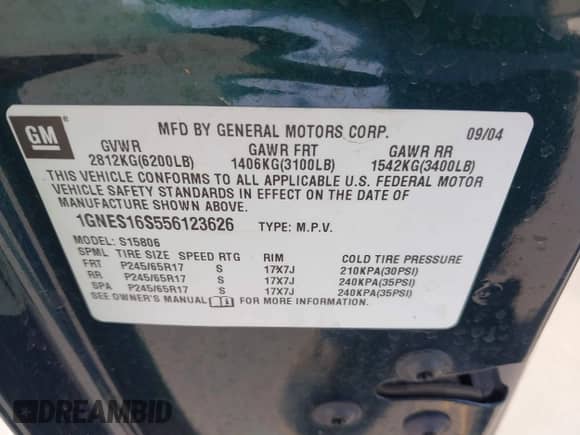 GM
MFD BY GENERAL MOTORS CORP. 09/04
GVWR GAWR FRT GAWR RR
2812KG(6200LB) 1406KG(3100LB) 1542KG(3400LB)
THIS VEHICLE CONFORMS TO ALL APPLICABLE U.S. FEDERAL MOTOR
VEHICLE SAFETY STANDARDS IN EFFECT ON THE DATE OF
MANUFACTURE SHOWN ABOVE.
1GNES16S556123626 TYPE: M.P.V.
MODEL: S15806
SPML TIRE SIZE SPEED RTG RIM COLD TIRE PRESSURE
FRT P245/65R17 S 17X7J 210KPA(30PSI)
RR P245/65R17 S 17X7J 240KPA(35PSI)
SPA P245/65R17 S 17X7J 240KPA(35PSI)
SEE OWNER'S MANUAL FOR MORE INFORMATION.
DREAMBID